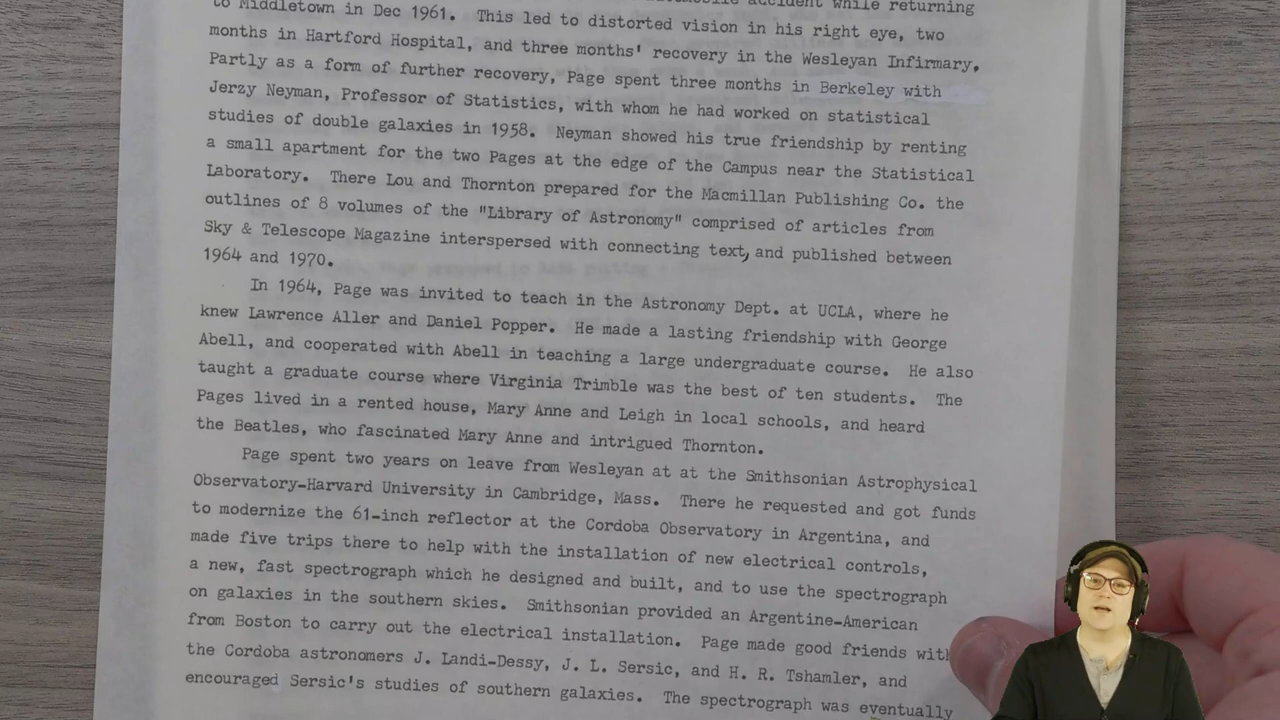 automobile accident while returning
to Middletown in Dec 1961.  This led to distorted vision in his right eye, two
months in Hartford Hospital, and three months' recovery in the Wesleyan Infirmary.
Partly as a form of further recovery, Page spent three months in Berkeley with
Jerzy Neyman, Professor of Statistics, with whom he had worked on statistical
studies of double galaxies in 1958.  Neyman showed his true friendship by renting
a small apartment for the two Pages at the edge of the Campus near the Statistical
Laboratory.  There Lou and Thornton prepared for the Macmillan Publishing Co. the
outlines of 8 volumes of the "Library of Astronomy" comprised of articles from
Sky & Telescope Magazine interspersed with connecting text, and published between
1964 and 1970.
In 1964, Page was invited to teach in the Astronomy Dept. at UCLA, where he
knew Lawrence Aller and Daniel Popper.  He made a lasting friendship with George
Abell, and cooperated with Abell in teaching a large undergraduate course.  He also
taught a graduate course where Virginia Trimble was the best of ten students.  The
Pages lived in a rented house, Mary Anne and Leigh in local schools, and heard
the Beatles, who fascinated Mary Anne and intrigued Thornton.
Page spent two years on leave from Wesleyan at at the Smithsonian Astrophysical
Observatory-Harvard University in Cambridge, Mass.  There he requested and got funds
to modernize the 61-inch reflector at the Cordoba Observatory in Argentina, and
made five trips there to help with the installation of new electrical controls,
a new, fast spectrograph which he designed and built, and to use the spectrograph
on galaxies in the southern skies.  Smithsonian provided an Argentine-American
from Boston to carry out the electrical installation.  Page made good friends with
the Cordoba astronomers J. Landi-Dessy, J. L. Sersic, and H. R. Tshamler, and
encouraged Sersic's studies of southern galaxies.  The spectrograph was eventually